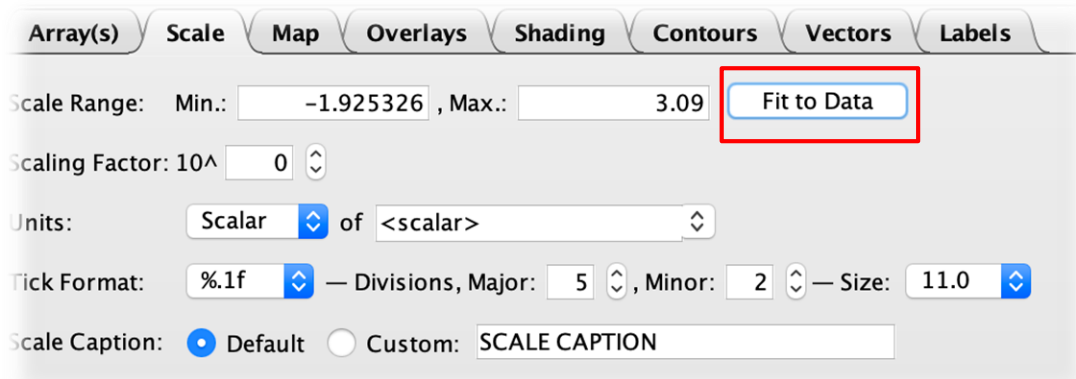 Array(s) Scale Map Overlays Shading Contours Vectors Labels
Scale Range: Min.: -1.925326 , Max.: 3.09 Fit to Data
Scaling Factor: 10^ 0
Units: Scalar of <scalar>
Tick Format: %.1f — Divisions, Major: 5 , Minor: 2 — Size: 11.0
Scale Caption: Default Custom: SCALE CAPTION